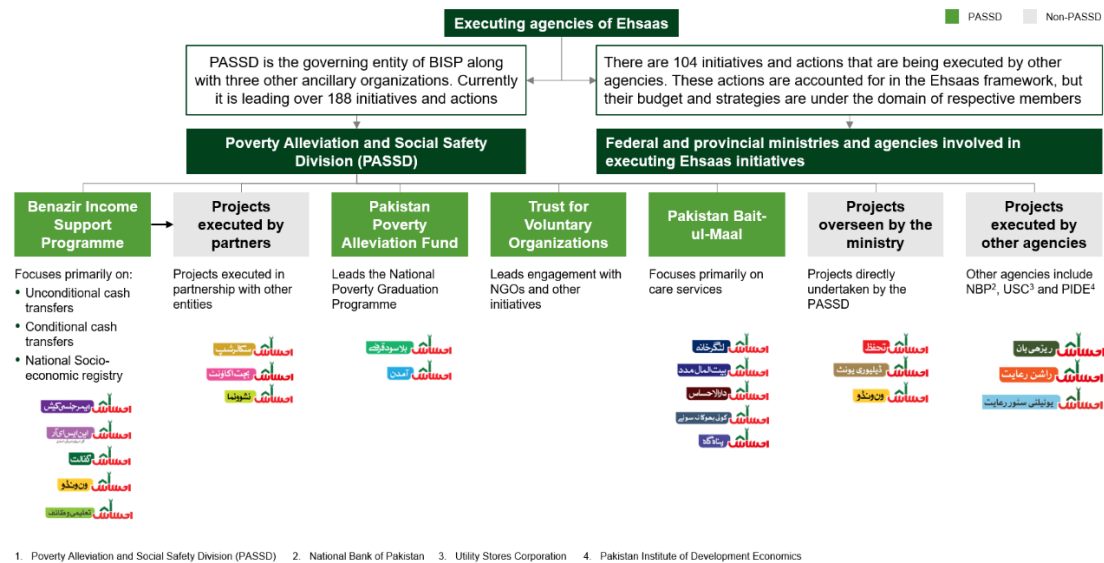 Executing agencies of Ehsaas
PASSD
Non-PASSD
PASSD is the governing entity of BISP along
with three other ancillary organizations. Currently
it is leading over 188 initiatives and actions
There are 104 initiatives and actions that are being executed by other
agencies. These actions are accounted for in the Ehsaas framework, but
their budget and strategies are under the domain of respective members
Poverty Alleviation and Social Safety
Division (PASSD)
Federal and provincial ministries and agencies involved in
executing Ehsaas initiatives
Benazir Income
Support
Programme
Focuses primarily on:
• Unconditional cash
transfers
• Conditional cash
transfers
• National Socio-
economic registry
احساس ایمرجنسی کیش
احساس این ایس ای آر
احساس کفالت
احساس ون ونڈو
احساس تعلیمی وظائف
Projects
executed by
partners
Projects executed in
partnership with other
entities
احساس سکالرشپ
احساس بچت اکاونٹ
احساس نشوونما
Pakistan
Poverty
Alleviation Fund
Leads the National
Poverty Graduation
Programme
احساس بلاسود قرضے
احساس آمدن
Trust for
Voluntary
Organizations
Leads engagement with
NGOs and other
initiatives
Pakistan Bait-
ul-Maal
Focuses primarily on
care services
احساس لنگر خانہ
احساس بیت المال مدد
احساس دارالاحساس
احساس کوئی بھوکا نہ سوئے
احساس پناہ گاہ
Projects
overseen by the
ministry
Projects directly
undertaken by the
PASSD
احساس تحفظ
احساس ڈیلیوری یونٹ
احساس ون ونڈو
Projects
executed by
other agencies
Other agencies include
NBP², USC³ and PIDE⁴
احساس ریڑھی بان
احساس راشن رعایت
احساس یوٹیلٹی سٹور رعایت
1. Poverty Alleviation and Social Safety Division (PASSD) 2. National Bank of Pakistan 3. Utility Stores Corporation 4. Pakistan Institute of Development Economics